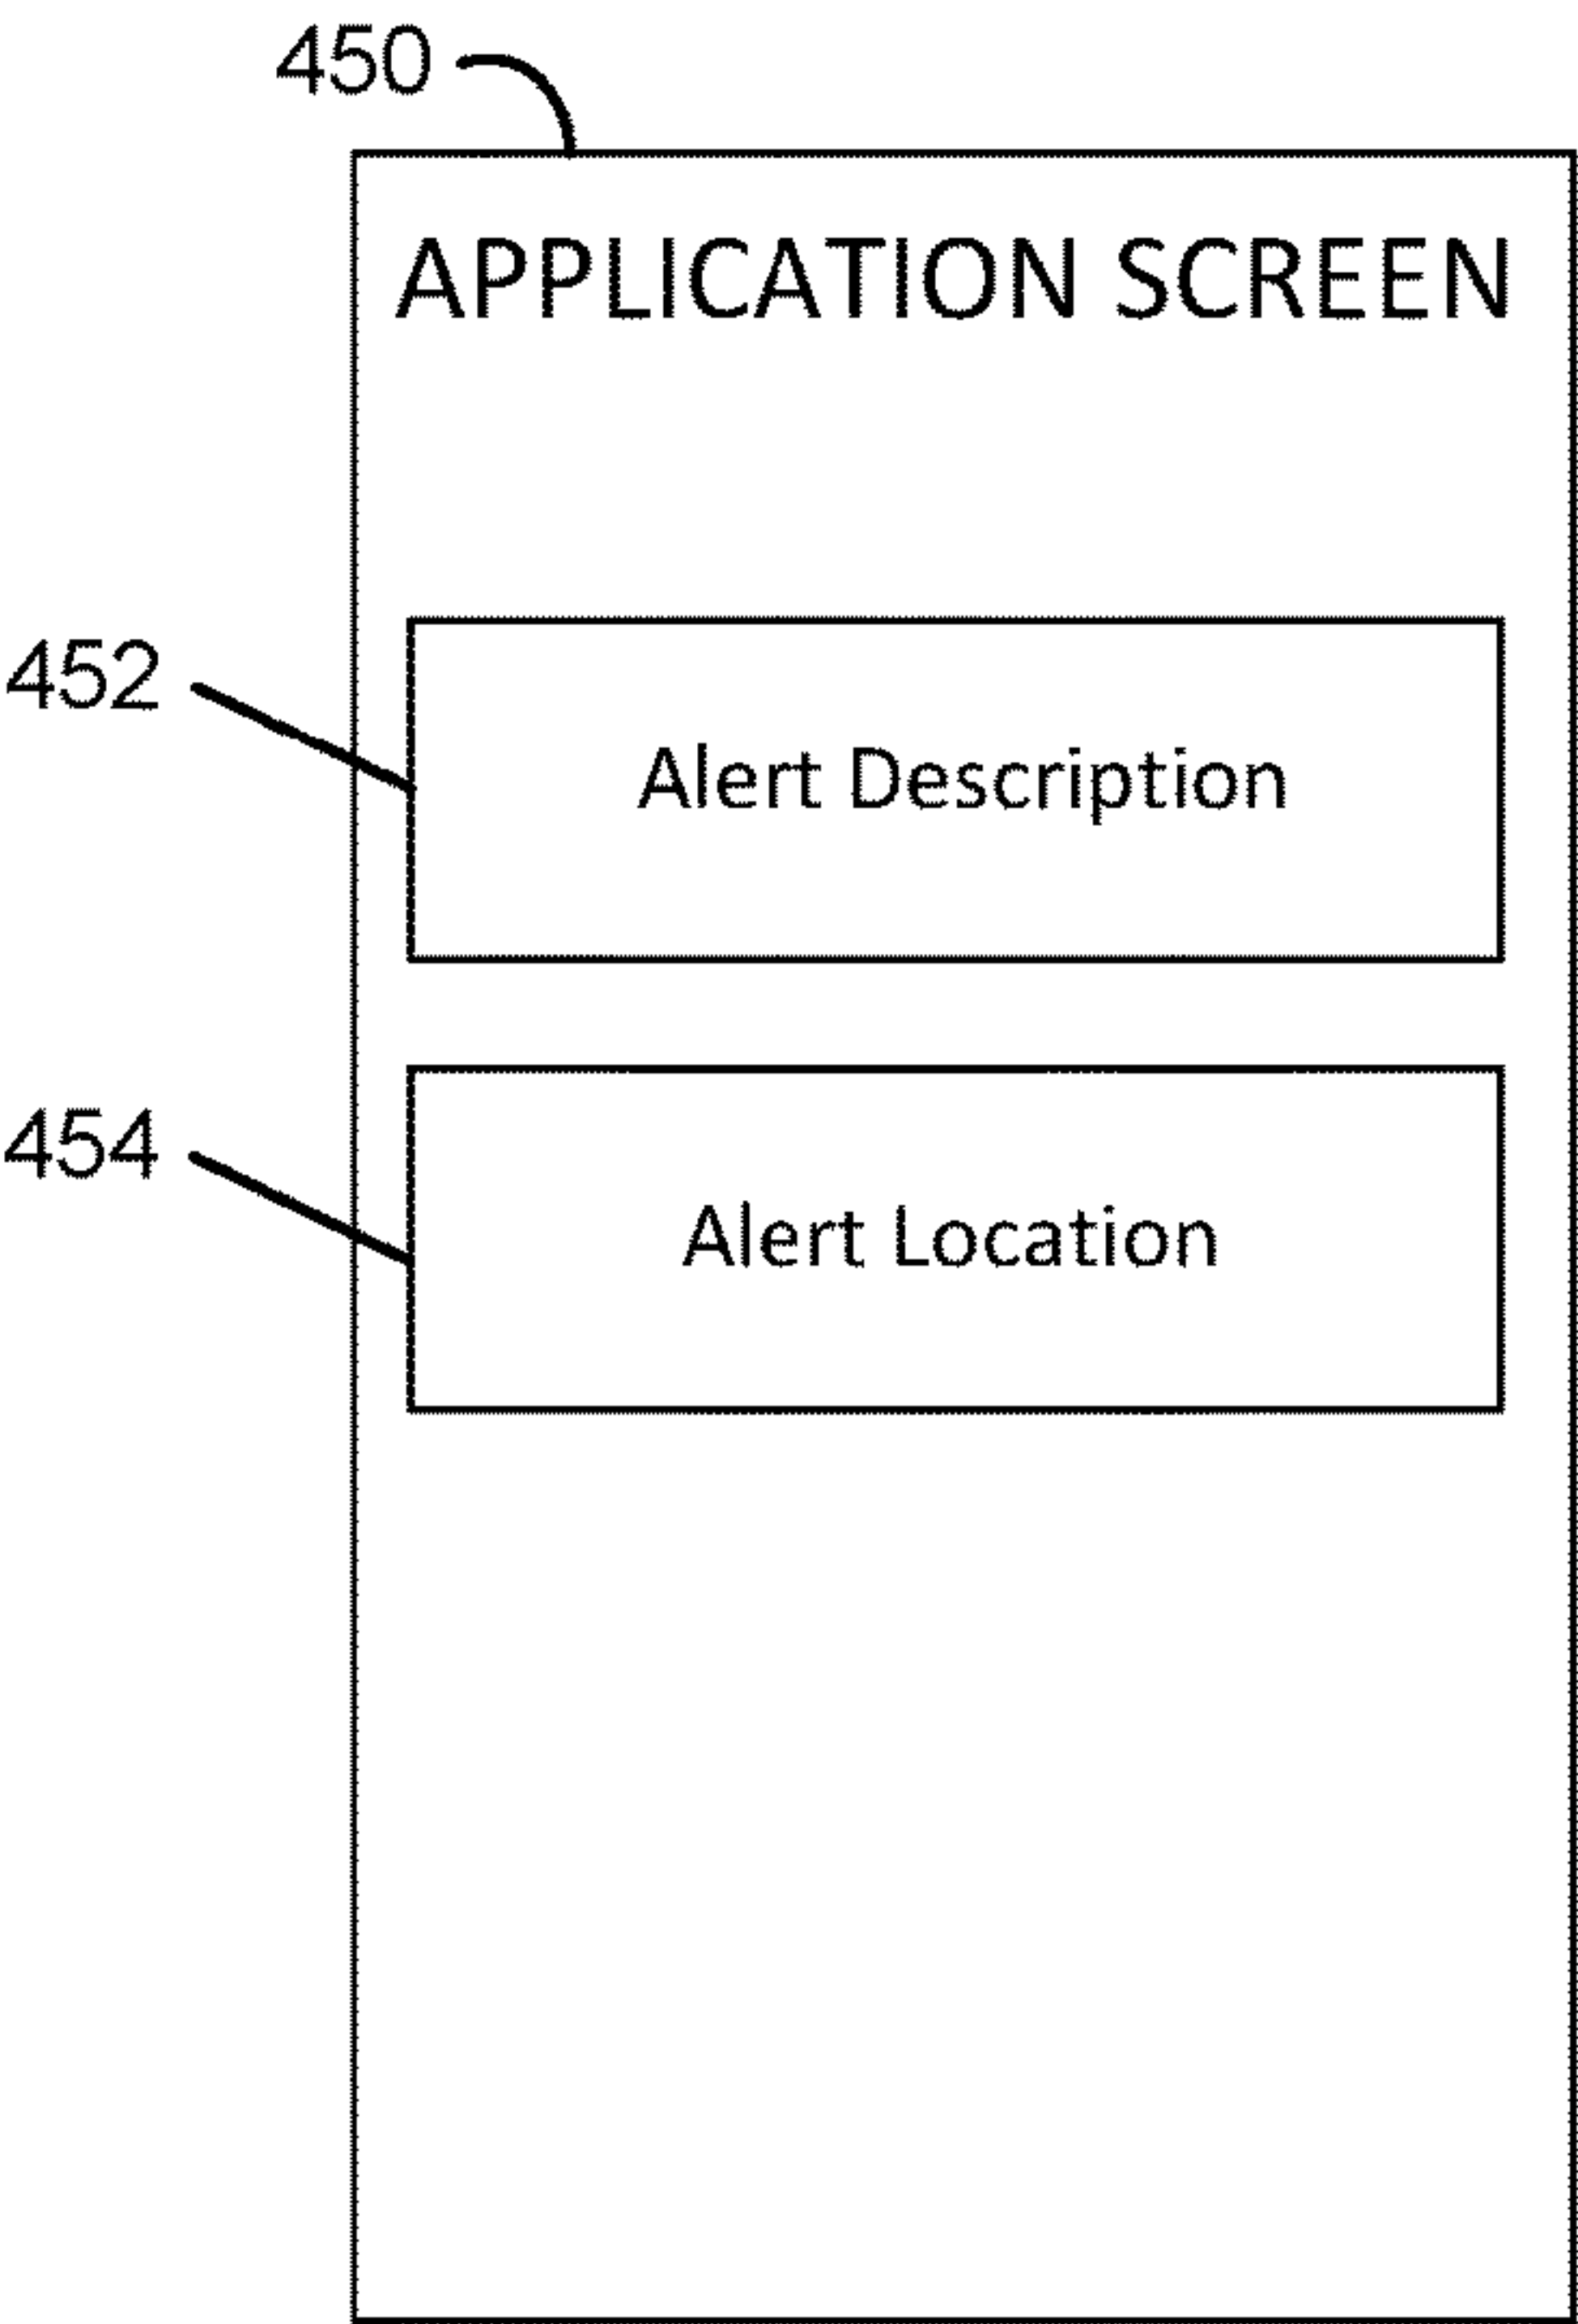 450
APPLICATION SCREEN
452
Alert Description
454
Alert Location